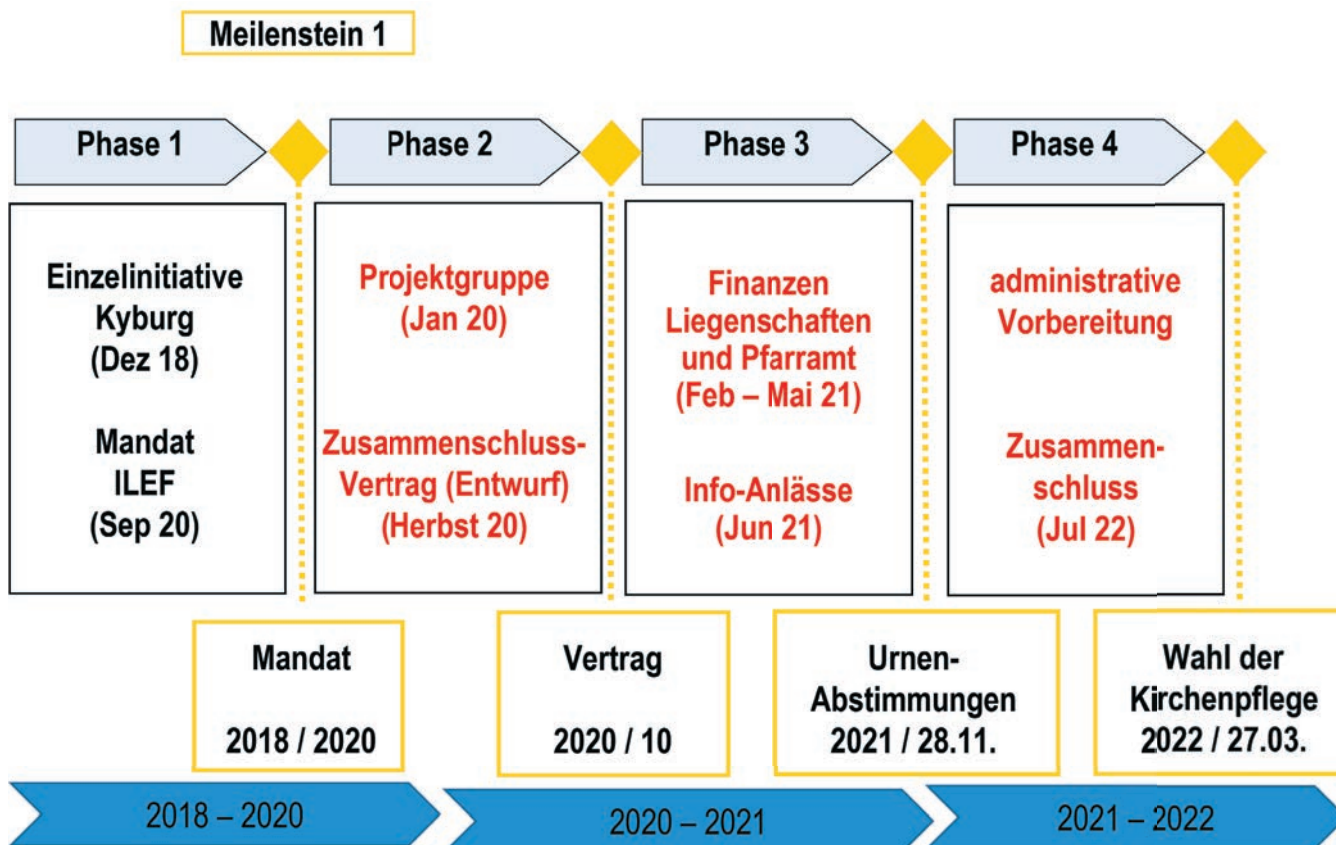 Meilenstein 1
Phase 1
Phase 2
Phase 3
Phase 4
Einzelinitiative
Kyburg
(Dez 18)
Mandat
ILEF
(Sep 20)
Projektgruppe
(Jan 20)
Zusammenschluss-
Vertrag (Entwurf)
(Herbst 20)
Finanzen
Liegenschaften
und Pfarramt
(Feb – Mai 21)
Info-Anlässe
(Jun 21)
administrative
Vorbereitung
Zusammen-
schluss
(Jul 22)
Mandat
2018 / 2020
Vertrag
2020 / 10
Urnen-
Abstimmungen
2021 / 28.11.
Wahl der
Kirchenpflege
2022 / 27.03.
2018 – 2020
2020 – 2021
2021 – 2022